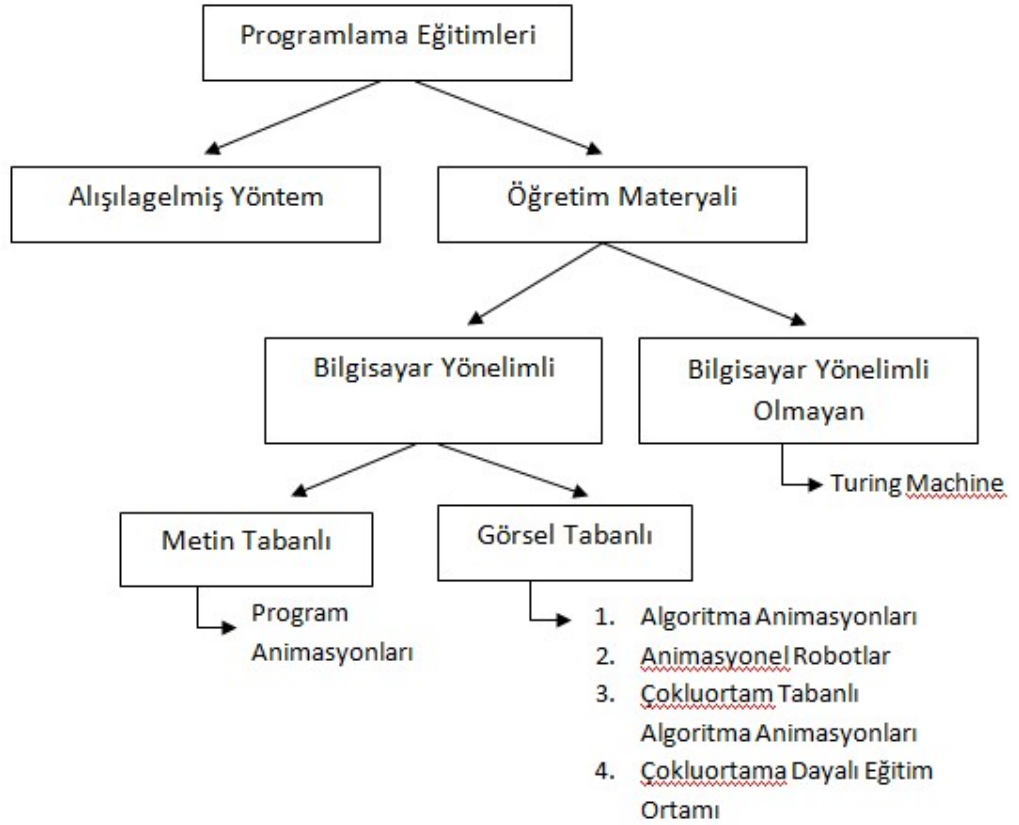 Programlama Eğitimleri
Alışılagelmiş Yöntem
Öğretim Materyali
Bilgisayar Yönelimli
Bilgisayar Yönelimli
Olmayan
Turing Machine
Metin Tabanlı
Görsel Tabanlı
Program
Animasyonları
1. Algoritma Animasyonları
2. Animasyonel Robotlar
3. Çokluortam Tabanlı
Algoritma Animasyonları
4. Çokluortama Dayalı Eğitim
Ortamı